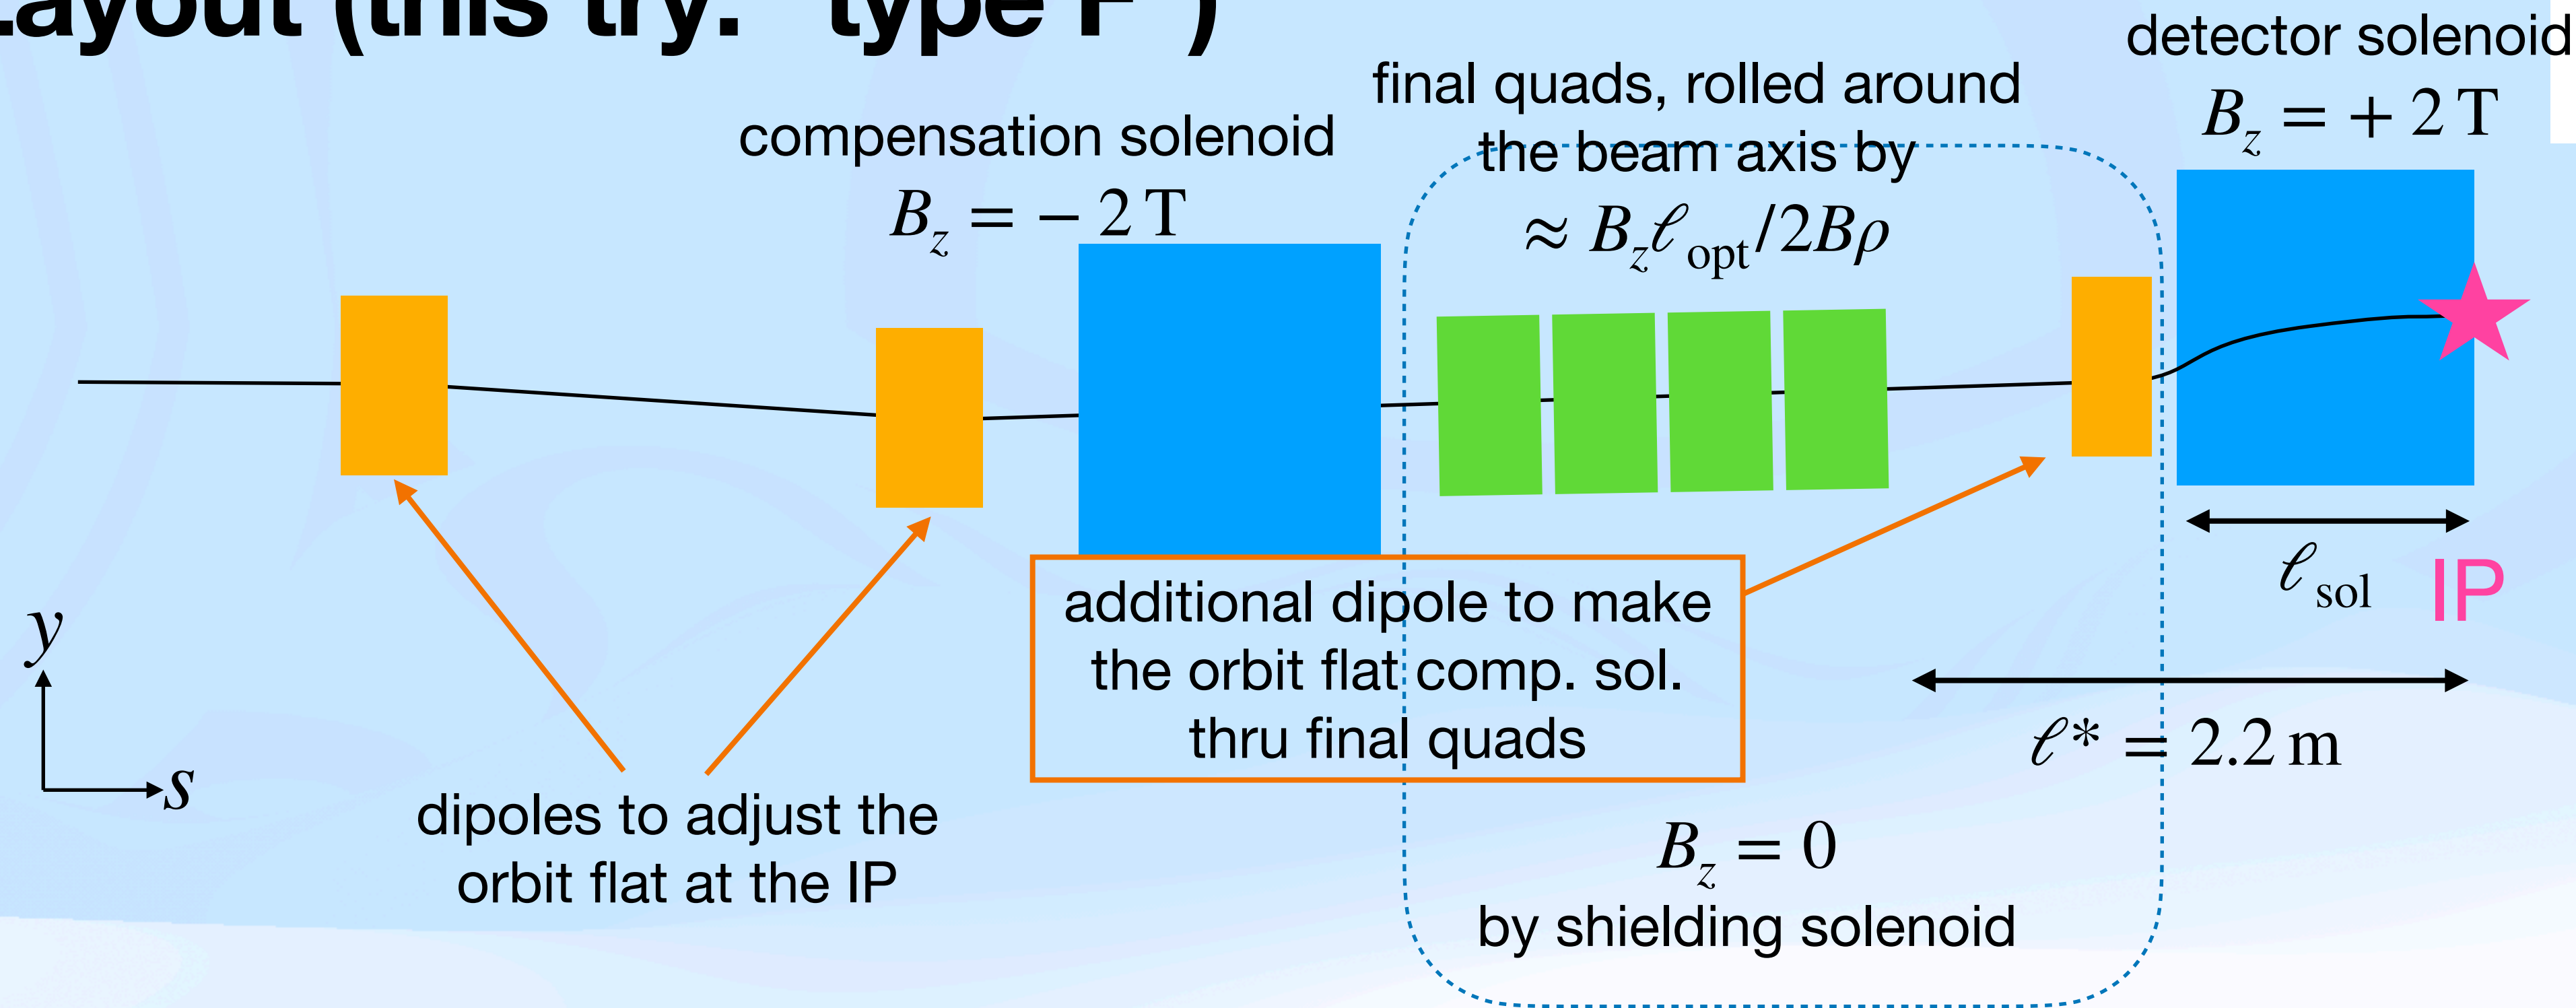 Layout (this try: "type F")
detector solenoid
B_z = + 2 T
final quads, rolled around
the beam axis by
≈ B_z ℓ_opt/2Bρ
compensation solenoid
B_z = − 2 T
additional dipole to make
the orbit flat comp. sol.
thru final quads
ℓ_sol
IP
ℓ* = 2.2 m
y
s
dipoles to adjust the
orbit flat at the IP
B_z = 0
by shielding solenoid